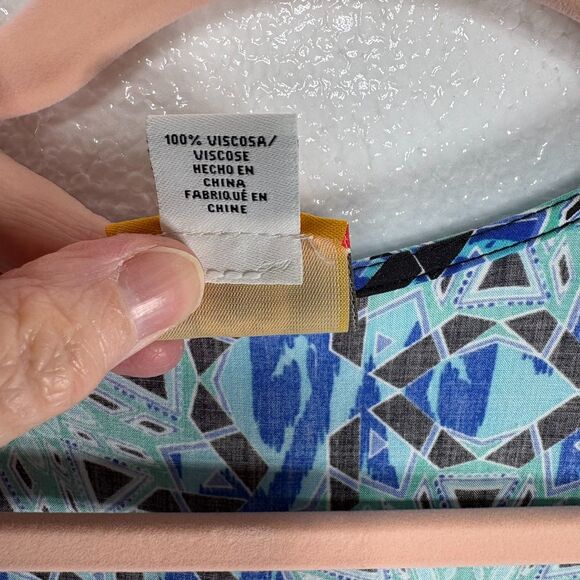 100% VISCOSA/
VISCOSE
HECHO EN
CHINA
FABRIQUÉ EN
CHINE